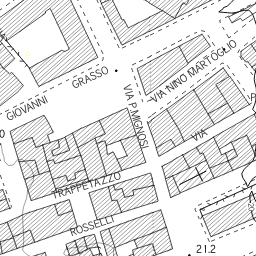 VIA NINO MARTOGLIO
GRASSO
GIOVANNI
VIA P.MIGNOSI
VIA
TRAPPETAZZO
ROSSELLI
21.2